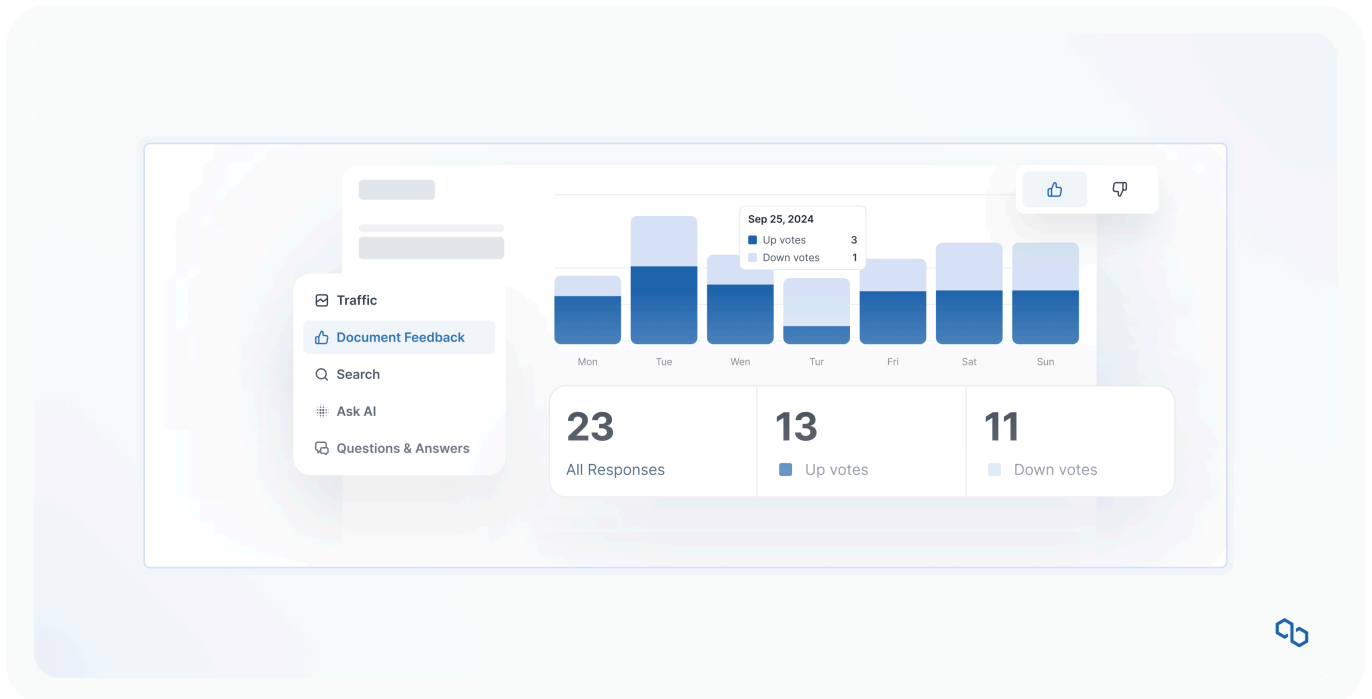 Sep 25, 2024
Up votes 3
Down votes 1
Traffic
Document Feedback
Search
Ask AI
Questions & Answers
Mon Tue Wen Tur Fri Sat Sun
23 13 11
All Responses Up votes Down votes